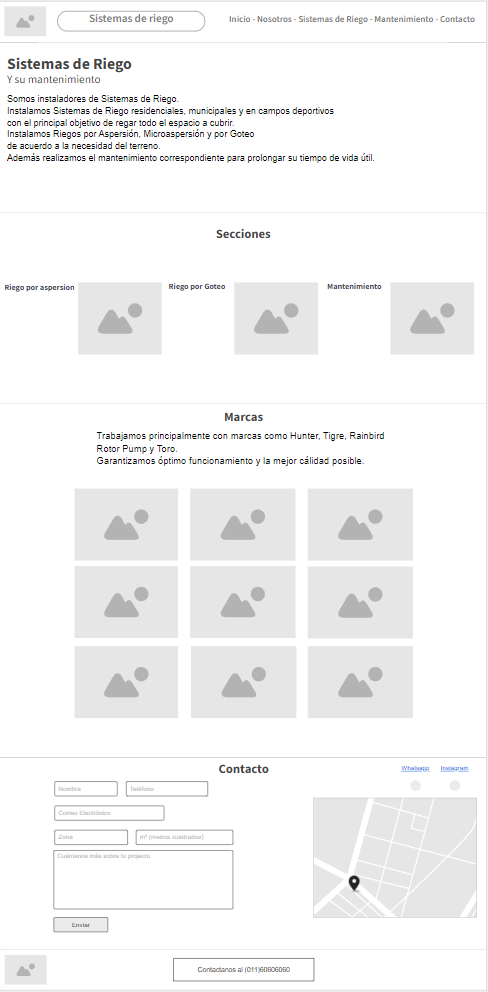 Sistemas de riego
Inicio - Nosotros - Sistemas de Riego - Mantenimiento - Contacto
Sistemas de Riego
Y su mantenimiento
Somos instaladores de Sistemas de Riego.
Instalamos Sistemas de Riego residenciales, municipales y en campos deportivos
con el principal objetivo de regar todo el espacio a cubrir.
Instalamos Riegos por Aspersión, Microaspersión y por Goteo
de acuerdo a la necesidad del terreno.
Además realizamos el mantenimiento correspondiente para prolongar su tiempo de vida útil.
Secciones
Riego por aspersion
Riego por Goteo
Mantenimiento
Marcas
Trabajamos principalmente con marcas como Hunter, Tigre, Rainbird
Rotor Pump y Toro.
Garantizamos óptimo funcionamiento y la mejor cálidad posible.
Contacto
Whatsapp
Instagram
Nombre
Teléfono
Correo Electrónico
Zona
m² (metros cuadrados)
Cuéntanos más sobre tu projecto
Enviar
Contactanos al (011)60606060